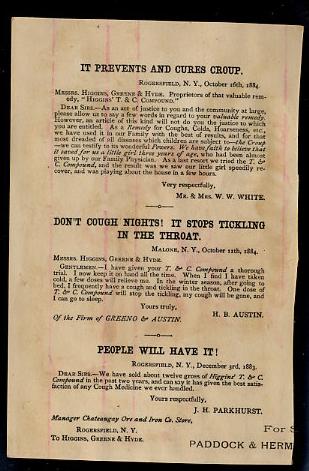 IT PREVENTS AND CURES CROUP.
ROGERSFIELD, N. Y., October 16th, 1884.
MESSRS. HIGGINS, GREENE & HYDE. Proprietors of that valuable rem-
edy, "HIGGINS' T. & C. COMPOUND."
DEAR SIRS.—As an act of justice to you and the community at large,
please allow us to say a few words in regard to your valuable remedy.
However, an article of this kind will not do you the justice to which
you are entitled. As a Remedy for Coughs, Colds, Hoarseness, etc.,
we have used it in our Family with the best of results, and for that
most dreaded of all diseases which children are subject to—the Croup
—we can testify to its wonderful Powers. We have faith to believe that
it saved for us a little girl three years of age, who had been almost
given up by our Family Physician. As a last resort we tried the T. &
C. Compound, and the result was we saw our little girl speedily re-
cover, and was playing about the house in a few hours.
Very respectfully,
MR. & MRS. W. W. WHITE.
DON'T COUGH NIGHTS! IT STOPS TICKLING
IN THE THROAT.
MALONE, N. Y., October 12th, 1884.
MESSRS. HIGGINS, GREENE & HYDE.
GENTLEMEN.—I have given your T. & C. Compound a thorough
trial. I now keep it on hand all the time. When I find I have taken
cold, a few doses will relieve me. In the winter season, after going to
bed, I frequently have a cough and tickling in the throat. One dose of
T. & C. Compound will stop the tickling, my cough will be gone, and
I can go to sleep.
Yours truly,
H. B. AUSTIN.
Of the Firm of GREENO & AUSTIN.
PEOPLE WILL HAVE IT!
ROGERSFIELD, N. Y., December 3rd, 1883.
DEAR SIRS.—We have sold about twelve gross of Higgins' T. & C.
Compound in the past two years, and can say it has given the best satis-
faction of any Cough Medicine we ever handled.
Yours respectfully,
J. H. PARKHURST.
Manager Chateaugay Ore and Iron Co. Store,
ROGERSFIELD, N. Y.
To HIGGINS, GREENE & HYDE.
For S
PADDOCK & HERM